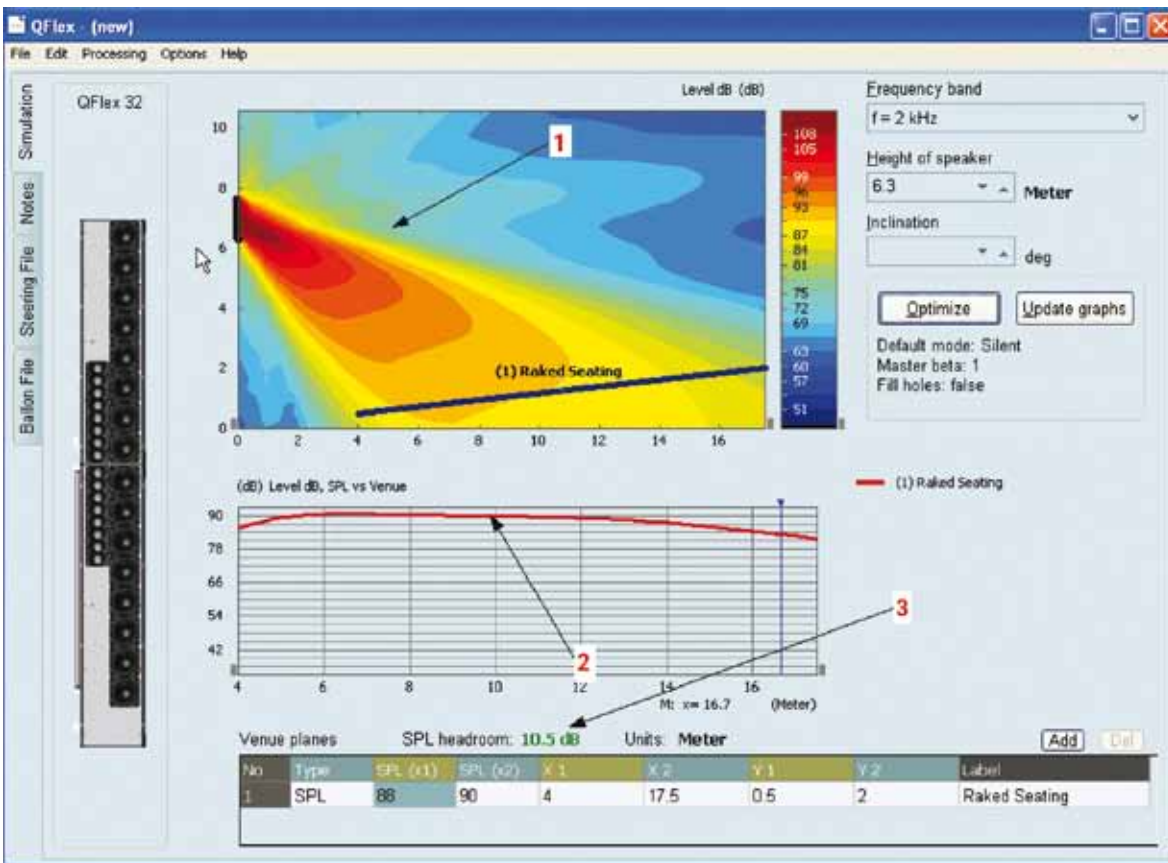 QFlex - (new)
File Edit Processing Options Help
Simulation
Notes
Steering File
Ballon File
QFlex 32
Level dB (dB)
10
8
6
4
2
0
0 2 4 6 8 10 12 14 16
1
(1) Raked Seating
108
105
99
96
93
87
84
81
75
72
69
63
60
57
51
Frequency band
f = 2 kHz
Height of speaker
6.3 Meter
Inclination
deg
Optimize Update graphs
Default mode: Silent
Master beta: 1
Fill holes: false
(dB) Level dB, SPL vs Venue
(1) Raked Seating
90
78
66
54
42
4 6 8 10 12 14 16
2
3
M: x= 16.7 (Meter)
Venue planes SPL headroom: 10.5 dB Units: Meter Add Del
No Type SPL (x1) SPL (x2) X 1 X 2 Y 1 Y 2 Label
1 SPL 88 90 4 17.5 0.5 2 Raked Seating